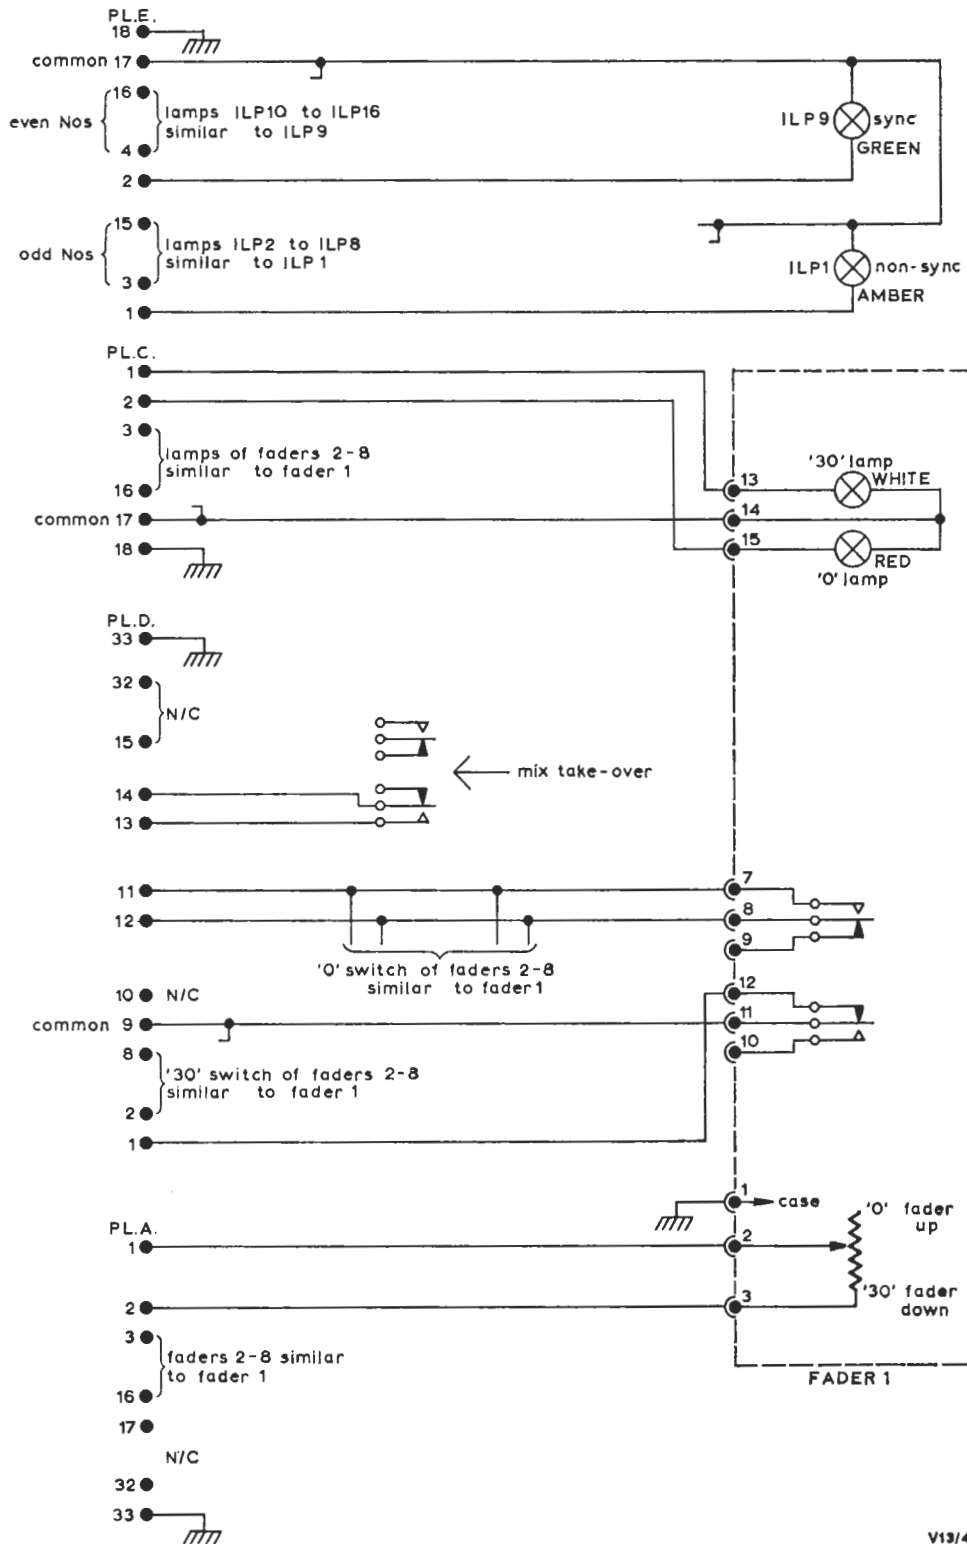 PL.E.
18
common 17
16
even Nos
lamps ILP10 to ILP16
similar to ILP9
4
2
ILP9 sync
GREEN
15
odd Nos
lamps ILP2 to ILP8
similar to ILP1
3
1
ILP1 non-sync
AMBER
PL.C.
1
2
3
lamps of faders 2-8
similar to fader 1
16
common 17
18
13
'30' lamp
WHITE
14
15
RED
'0' lamp
PL.D.
33
32
N/C
15
mix take-over
14
13
11
12
7
8
9
'0' switch of faders 2-8
similar to fader 1
10 N/C
common 9
8
'30' switch of faders 2-8
similar to fader 1
2
1
12
11
10
1
case
PL.A.
1
2
'0' fader
up
2
3
'30' fader
down
3
faders 2-8 similar
to fader 1
16
17
N/C
32
33
FADER 1
V13/4